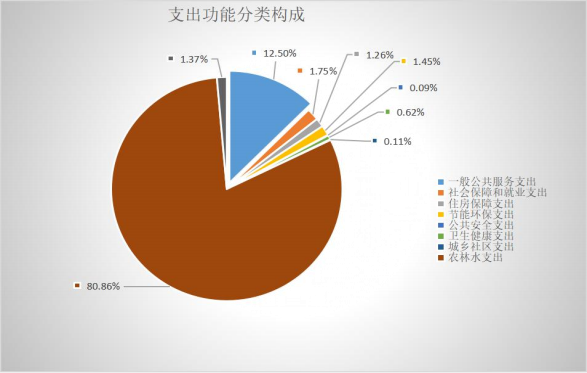 支出功能分类构成
1.37%
12.50%
1.26%
1.45%
1.75%
0.09%
0.62%
0.11%
80.86%
一般公共服务支出
社会保障和就业支出
住房保障支出
节能环保支出
公共安全支出
卫生健康支出
城乡社区支出
农林水支出